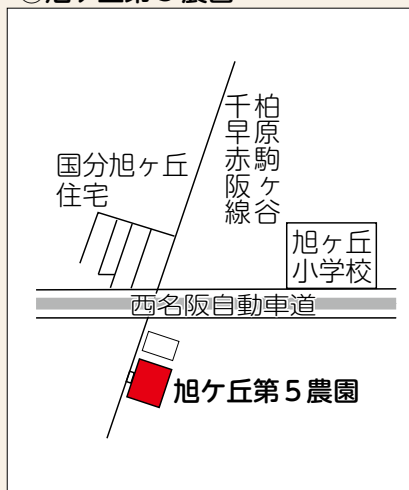 柏原駒ヶ谷
千早赤阪線
国分旭ヶ丘
住宅
旭ヶ丘
小学校
西名阪自動車道
旭ケ丘第５農園